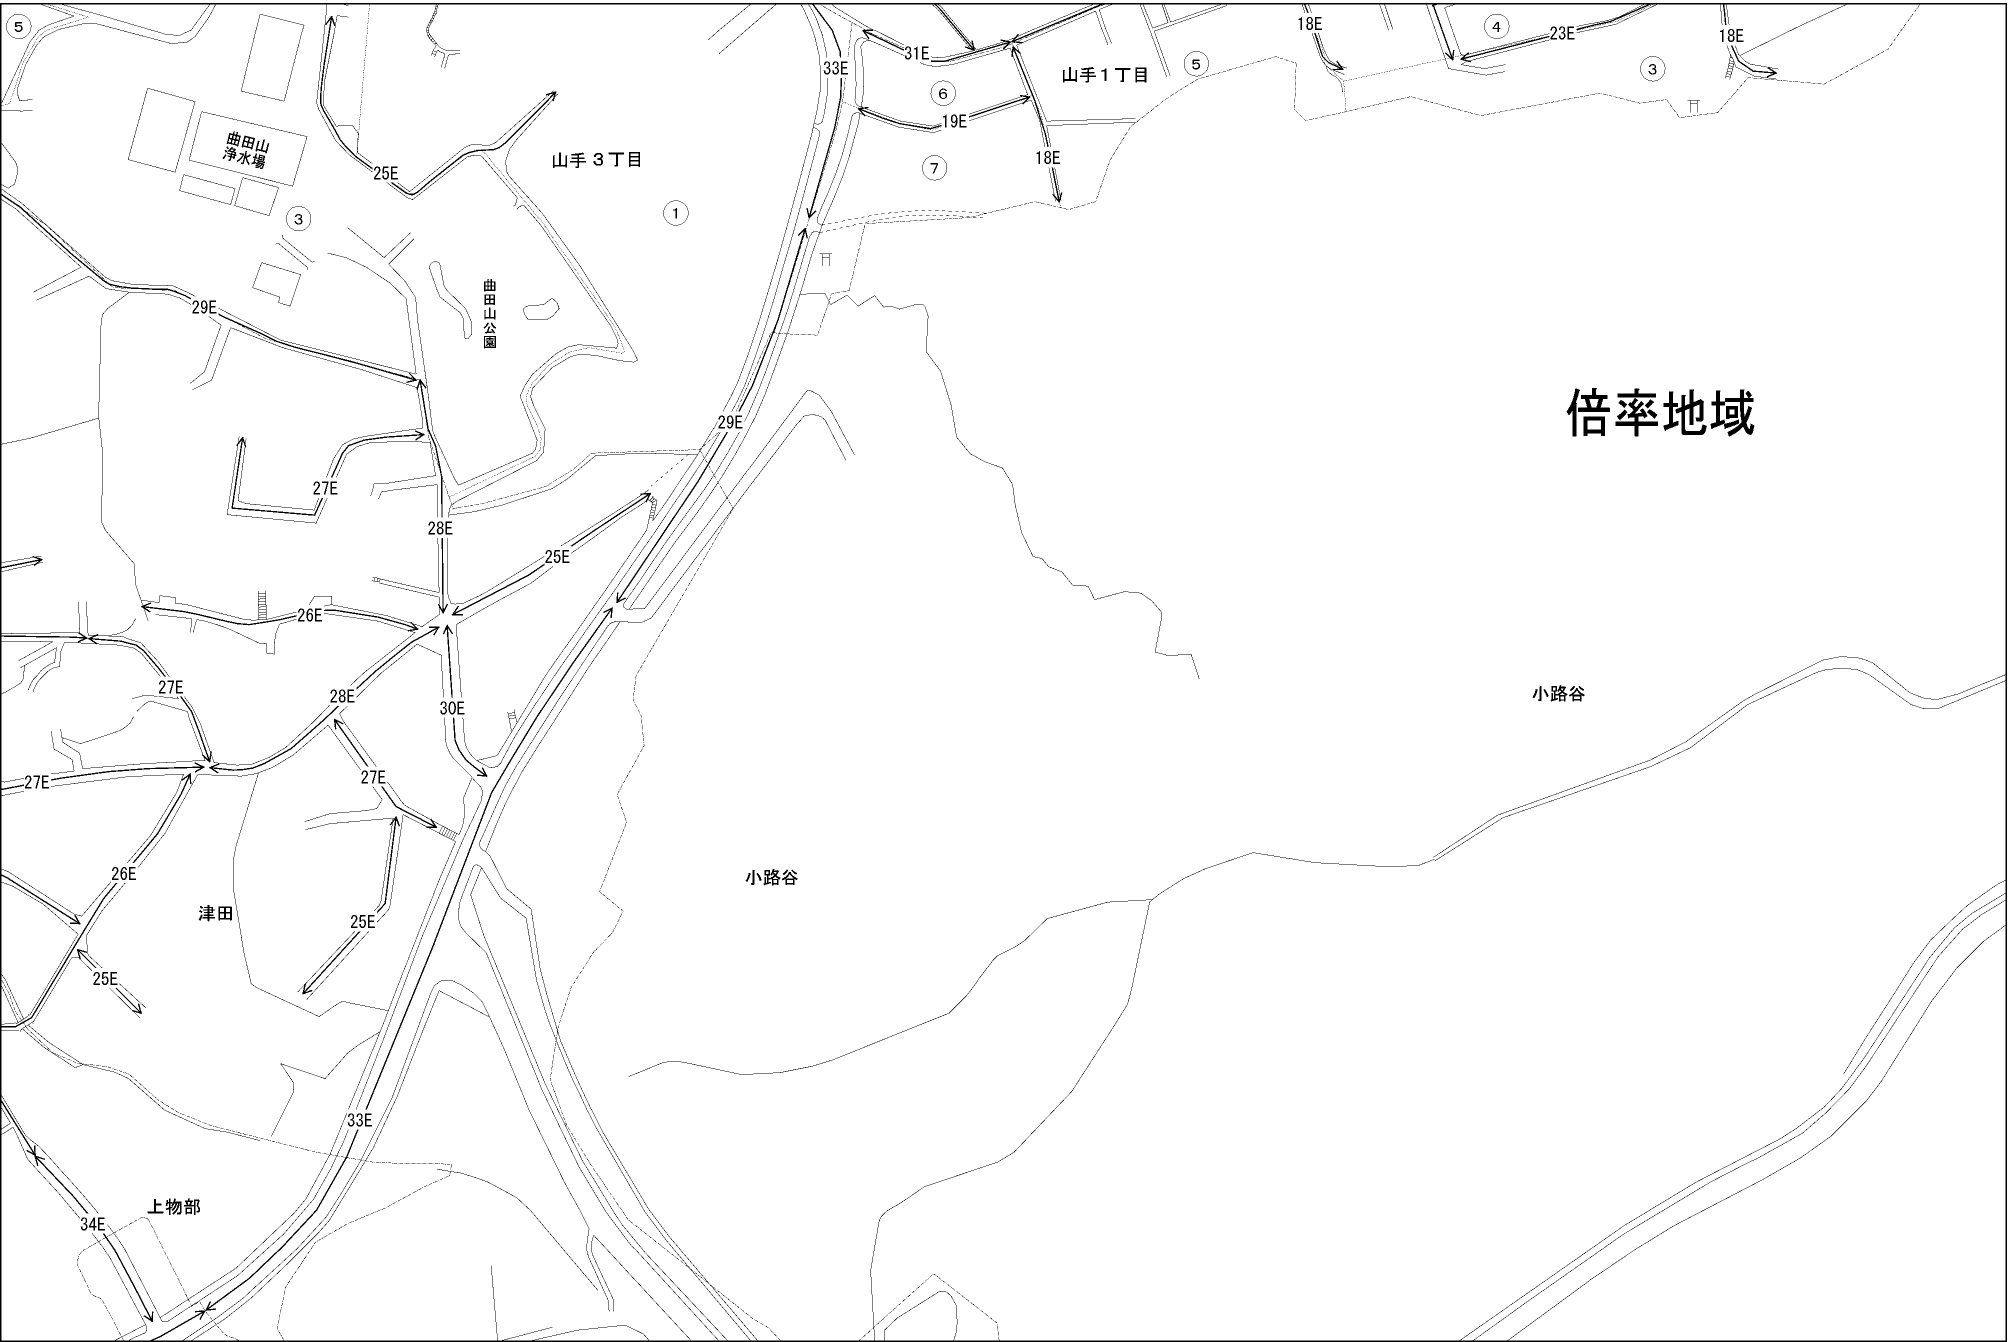 ⑤
18E
④
23E
18E
31E
33E
山手1丁目
⑤
③
⑥
19E
曲田山
浄水場
25E
山手3丁目
18E
⑦
③
①
曲田山公園
29E
倍率地域
29E
27E
28E
25E
26E
27E
28E
30E
小路谷
27E
27E
26E
小路谷
津田
25E
25E
33E
上物部
34E